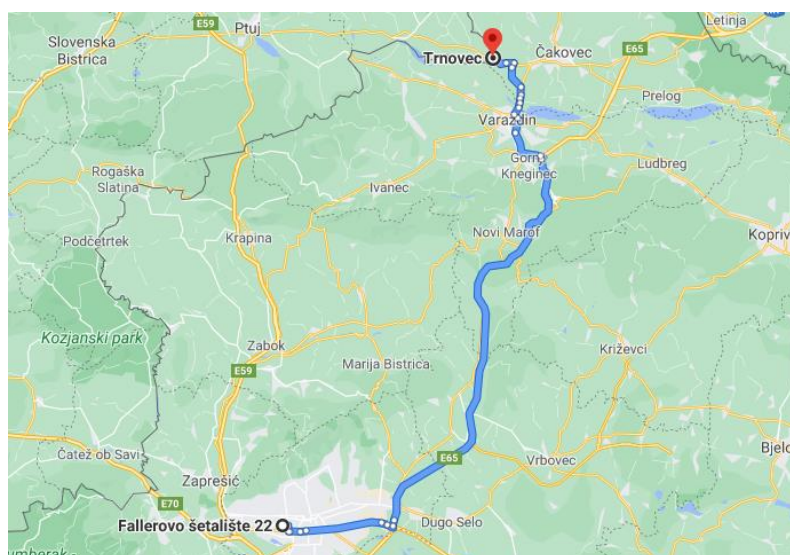 Letinja
E59
Ptuj
Slovenska
Bistrica
Trnovec
Čakovec
E65
Prelog
Varaždin
Rogaška
Slatina
Gornji
Kneginec
Ludbreg
Ivanec
Podčetrtek
Krapina
Novi Marof
Kopriv
Kozjanski park
Zabok
Križevci
E59
Marija Bistrica
Čatež ob Savi
Zaprešić
E65
Vrbovec
Bjelo
E70
Fallerovo šetalište 22
Dugo Selo
umberak-